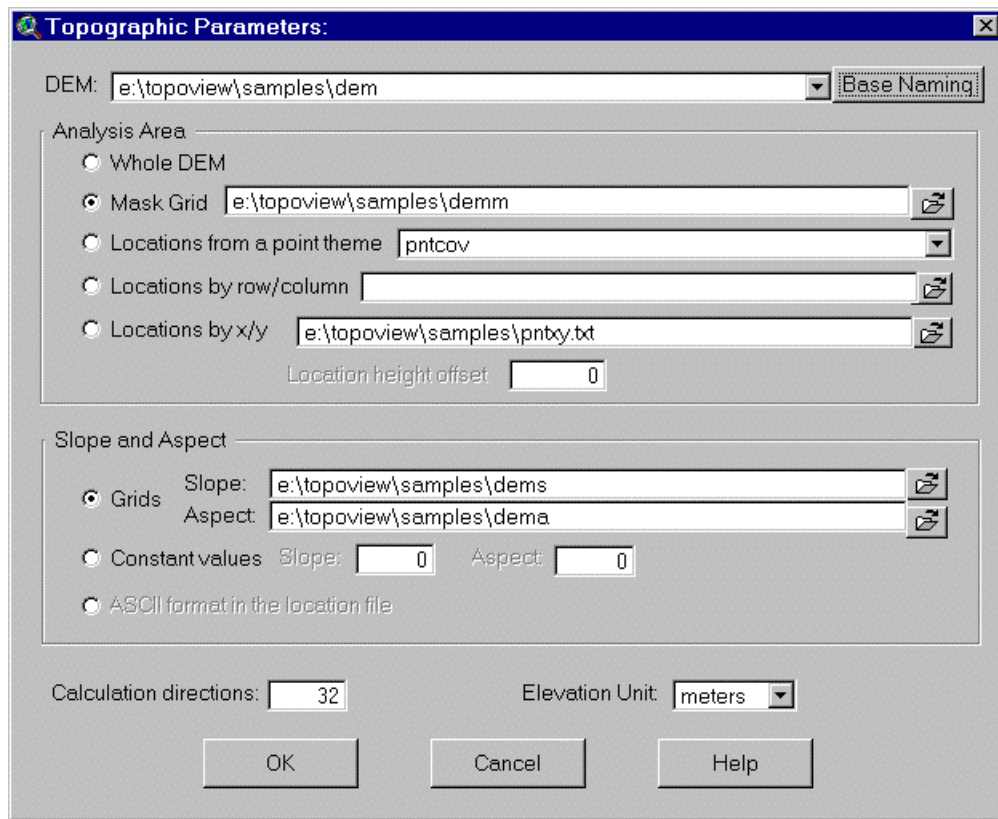 Topographic Parameters:
DEM: e:\topoview\samples\dem Base Naming
Analysis Area
Whole DEM
Mask Grid e:\topoview\samples\demm
Locations from a point theme pntcov
Locations by row/column
Locations by x/y e:\topoview\samples\pntxy.txt
Location height offset 0
Slope and Aspect
Grids Slope: e:\topoview\samples\dems
Aspect: e:\topoview\samples\dema
Constant values Slope: 0 Aspect: 0
ASCII format in the location file
Calculation directions: 32 Elevation Unit: meters
OK Cancel Help